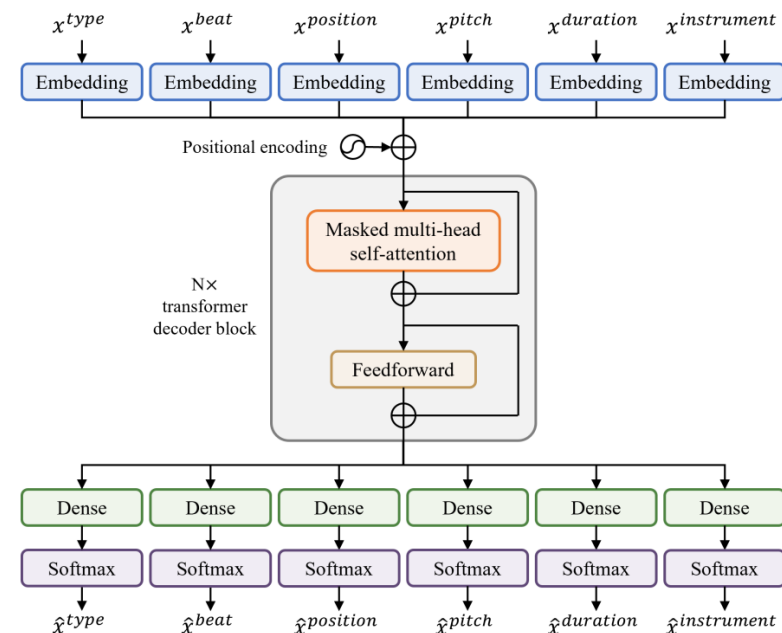 x^type x^beat x^position x^pitch x^duration x^instrument
Embedding Embedding Embedding Embedding Embedding Embedding
Positional encoding
Masked multi-head
self-attention
N×
transformer
decoder block
Feedforward
Dense Dense Dense Dense Dense Dense
Softmax Softmax Softmax Softmax Softmax Softmax
x̂^type x̂^beat x̂^position x̂^pitch x̂^duration x̂^instrument